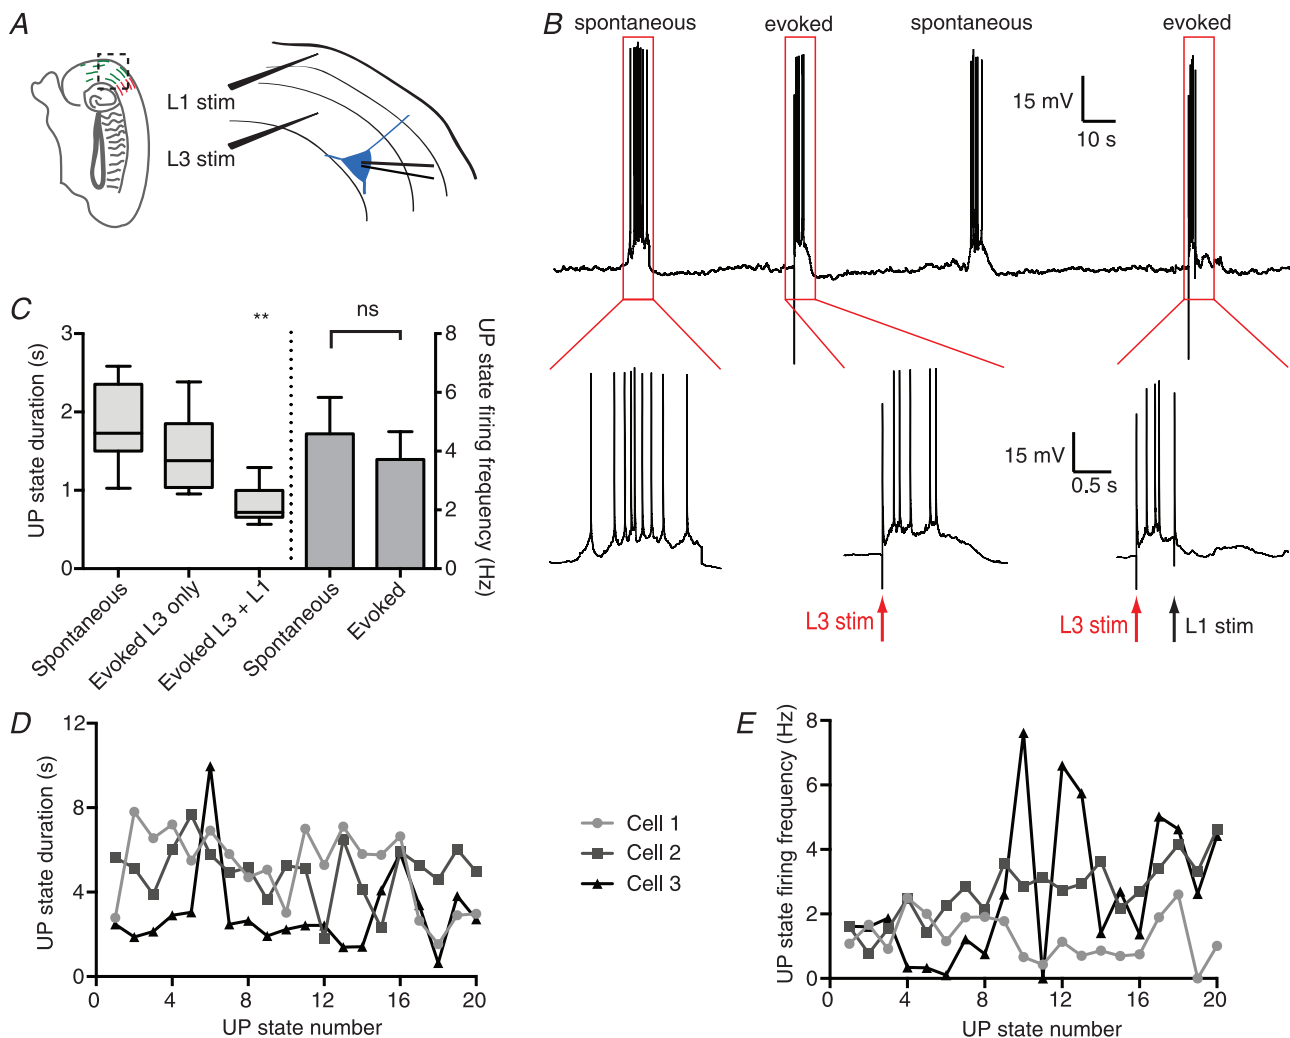 A
L1 stim
L3 stim
B
spontaneous
evoked
spontaneous
evoked
15 mV
10 s
15 mV
0.5 s
L3 stim
L3 stim
L1 stim
C
**
ns
UP state duration (s)
3
2
1
0
UP state firing frequency (Hz)
8
6
4
2
0
Spontaneous
Evoked L3 only
Evoked L3 + L1
Spontaneous
Evoked
D
UP state duration (s)
12
8
4
0
0 4 8 12 16 20
UP state number
Cell 1
Cell 2
Cell 3
E
UP state firing frequency (Hz)
8
6
4
2
0
0 4 8 12 16 20
UP state number